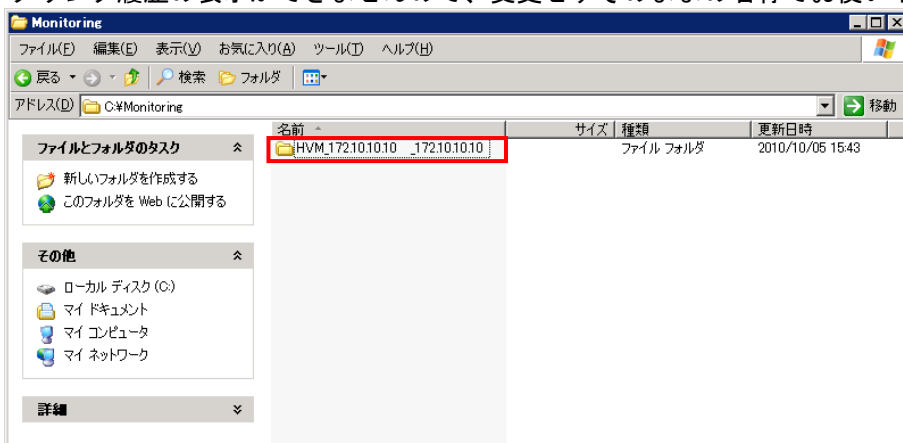 Monitoring
ファイル(F) 編集(E) 表示(V) お気に入り(A) ツール(T) ヘルプ(H)
戻る 検索 フォルダ
アドレス(D) C:¥Monitoring 移動
名前 サイズ 種類 更新日時
HVM_172.10.10.10 _172.10.10.10 ファイル フォルダ 2010/10/05 15:43
ファイルとフォルダのタスク
新しいフォルダを作成する
このフォルダを Web に公開する
その他
ローカル ディスク (C:)
マイ ドキュメント
マイ コンピュータ
マイ ネットワーク
詳細